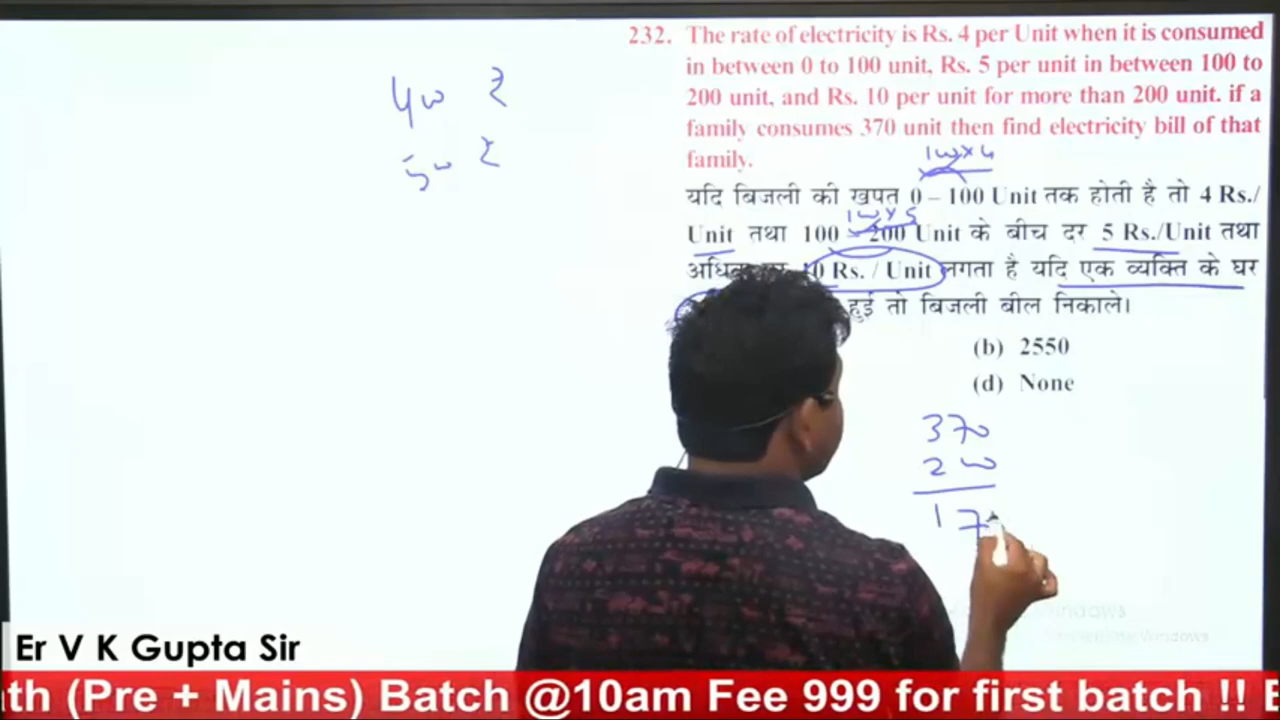 400 ₹
500 ₹
232. The rate of electricity is Rs. 4 per Unit when it is consumed
in between 0 to 100 unit, Rs. 5 per unit in between 100 to
200 unit, and Rs. 10 per unit for more than 200 unit. if a
family consumes 370 unit then find electricity bill of that
family.
100×4
यदि बिजली की खपत 0 – 100 Unit तक होती है तो 4 Rs./
100×5
Unit तथा 100 – 200 Unit के बीच दर 5 Rs./Unit तथा
10 Rs. / Unit लगता है यदि एक व्यक्ति के घर
हुई तो बिजली बील निकाले।
(b) 2550
(d) None
370
200
17
Er V K Gupta Sir
(Pre + Mains) Batch @10am Fee 999 for first batch !!